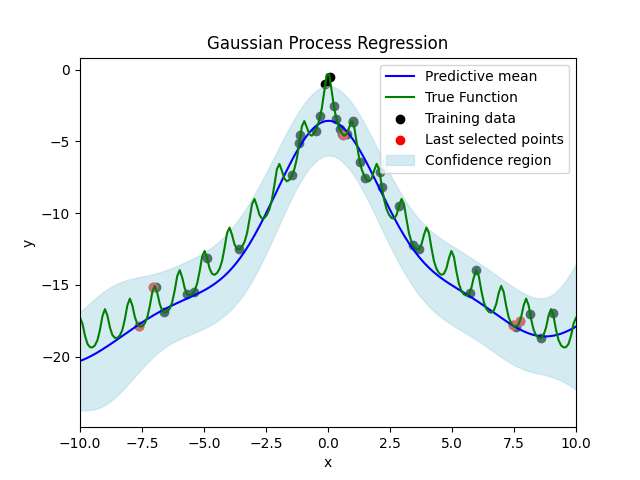 Gaussian Process Regression
Predictive mean
True Function
Training data
Last selected points
Confidence region
y
0
−5
−10
−15
−20
−10.0 −7.5 −5.0 −2.5 0.0 2.5 5.0 7.5 10.0
x